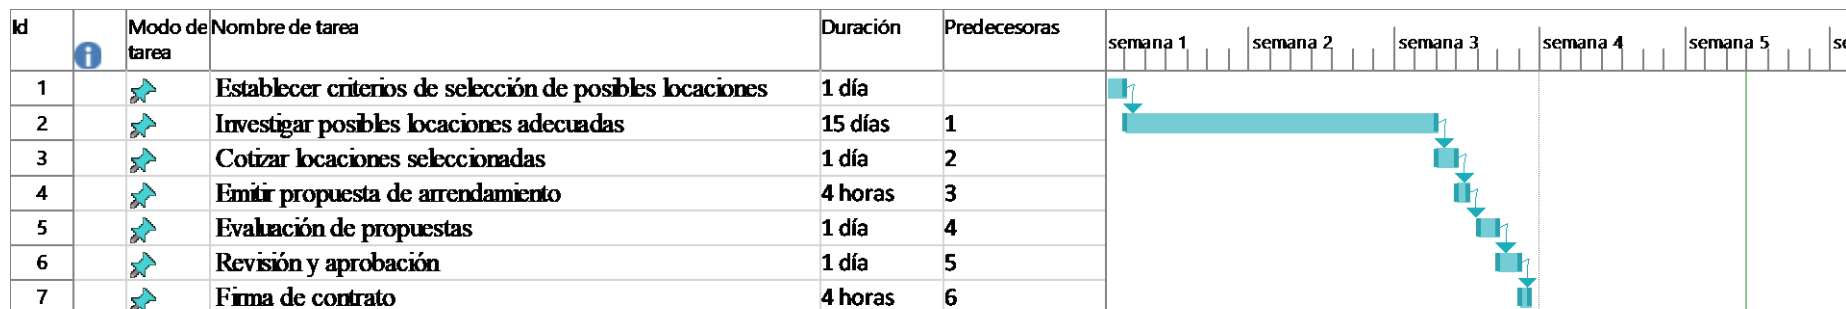 Id Modo de tarea Nombre de tarea Duración Predecesoras semana 1 semana 2 semana 3 semana 4 semana 5 se
1 Establecer criterios de selección de posibles locaciones 1 día
2 Investigar posibles locaciones adecuadas 15 días 1
3 Cotizar locaciones seleccionadas 1 día 2
4 Emitir propuesta de arrendamiento 4 horas 3
5 Evaluación de propuestas 1 día 4
6 Revisión y aprobación 1 día 5
7 Firma de contrato 4 horas 6